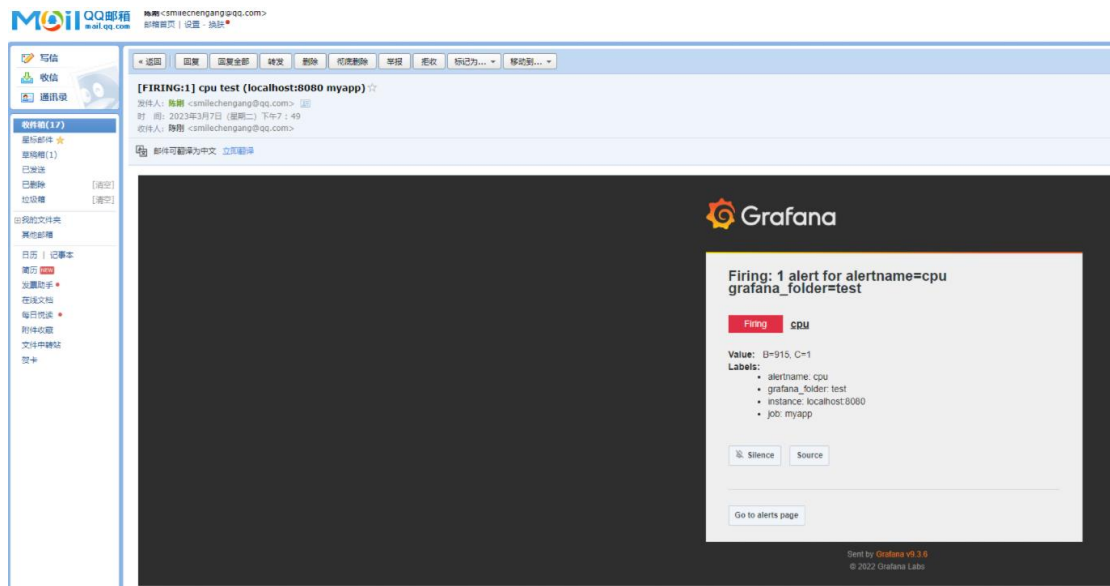 MOil QQ邮箱
mail.qq.com
陈刚<smilechengang@qq.com>
邮箱首页 | 设置 - 换肤
写信
收信
通讯录
收件箱(17)
星标邮件
草稿箱(1)
已发送
已删除 [清空]
垃圾箱 [清空]
我的文件夹
其他邮箱
日历 | 记事本
简历 NEW
发票助手
在线文档
每日悦读
附件收藏
文件中转站
贺卡
« 返回 回复 回复全部 转发 删除 彻底删除 举报 拒收 标记为... 移动到...
[FIRING:1] cpu test (localhost:8080 myapp)
发件人: 陈刚 <smilechengang@qq.com>
时 间: 2023年3月7日 (星期二) 下午7:49
收件人: 陈刚 <smilechengang@qq.com>
邮件可翻译为中文 立即翻译
Grafana
Firing: 1 alert for alertname=cpu
grafana_folder=test
Firing cpu
Value: B=915, C=1
Labels:
• alertname: cpu
• grafana_folder: test
• instance: localhost:8080
• job: myapp
Silence Source
Go to alerts page
Sent by Grafana v9.3.6
© 2022 Grafana Labs